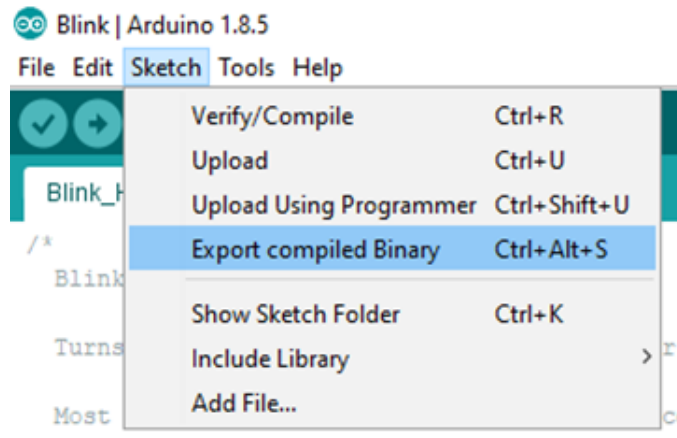 Blink | Arduino 1.8.5
File Edit Sketch Tools Help
Verify/Compile Ctrl+R
Upload Ctrl+U
Blink_H
Upload Using Programmer Ctrl+Shift+U
/*
Export compiled Binary Ctrl+Alt+S
Blink
Show Sketch Folder Ctrl+K
Turns
Include Library >
Add File...
Most